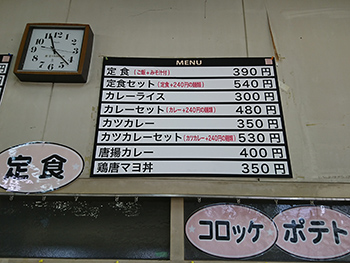 MENU
定食(ご飯+みそ汁付) 390円
定食セット(定食+240円の麺類) 540円
カレーライス 300円
カレーセット(カレー+240円の麺類) 480円
カツカレー 350円
カツカレーセット(カツカレー+240円の麺類) 530円
唐揚カレー 400円
鶏唐マヨ丼 350円
定食
コロッケ
ポテト